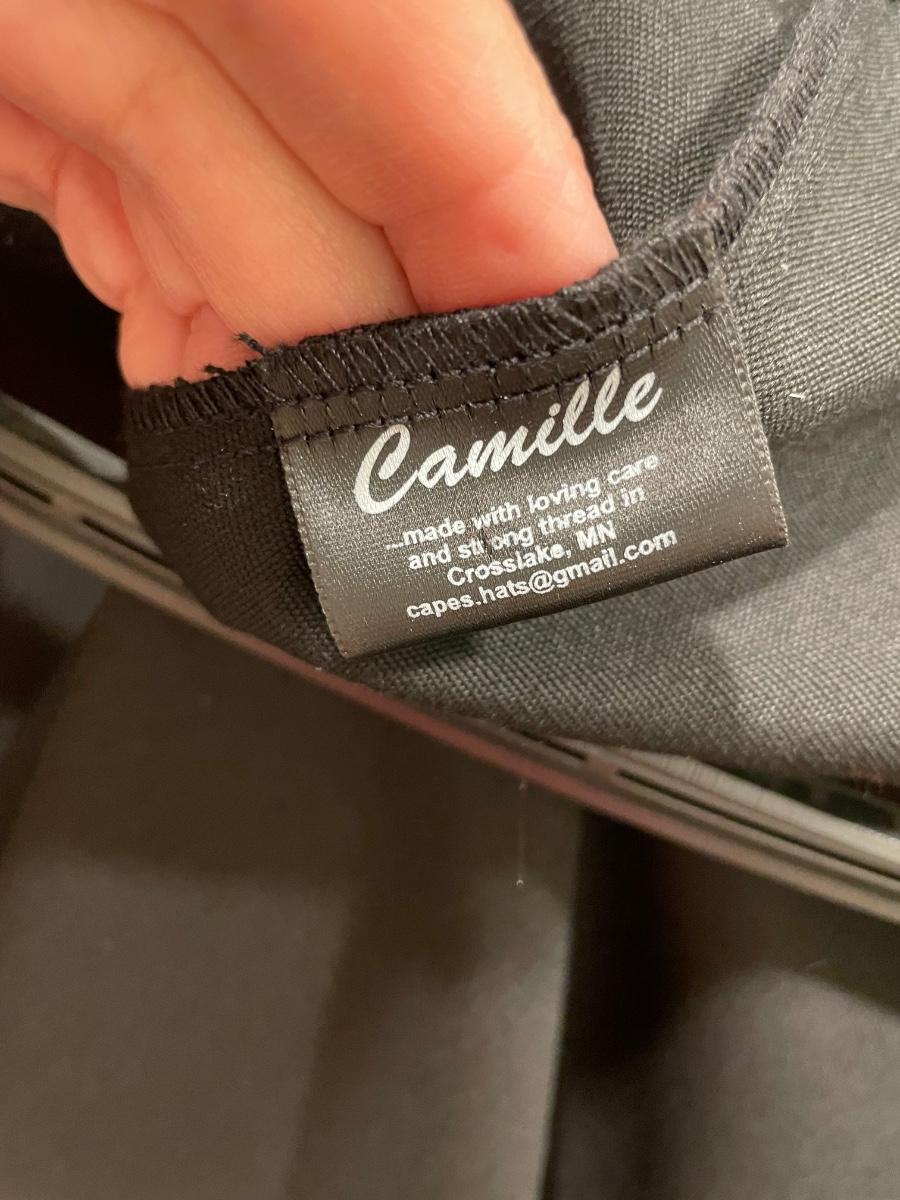 Camille
...made with loving care
and strong thread in
Crosslake, MN
capes.hats@gmail.com